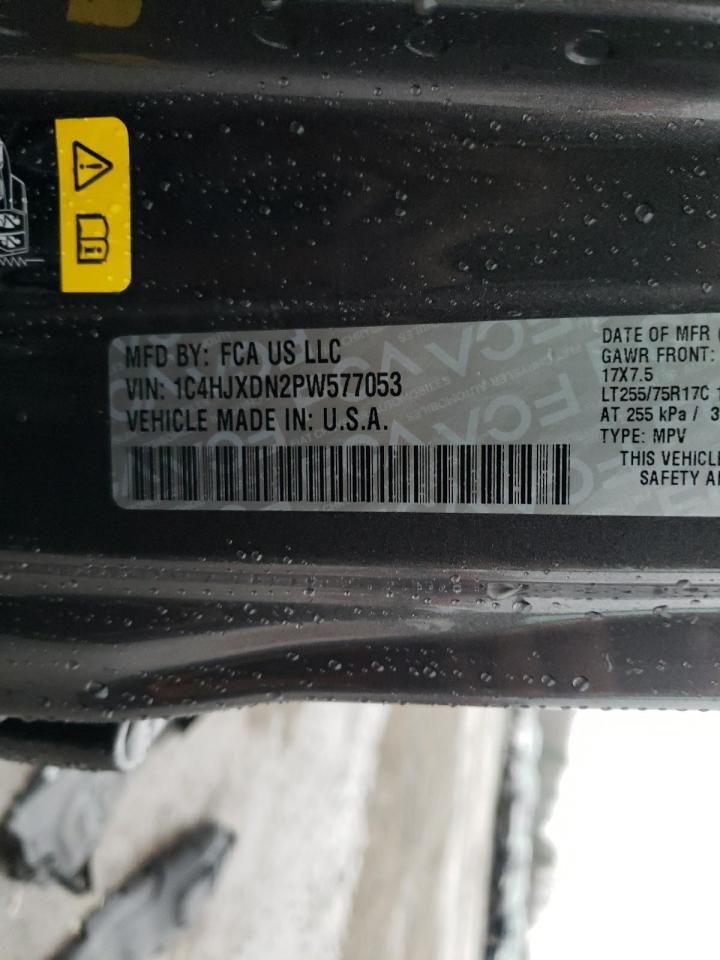 MFD BY: FCA US LLC
VIN: 1C4HJXDN2PW577053
VEHICLE MADE IN: U.S.A.
DATE OF MFR
GAWR FRONT:
17X7.5
LT255/75R17C
AT 255 kPa /
TYPE: MPV
THIS VEHICLE
SAFETY